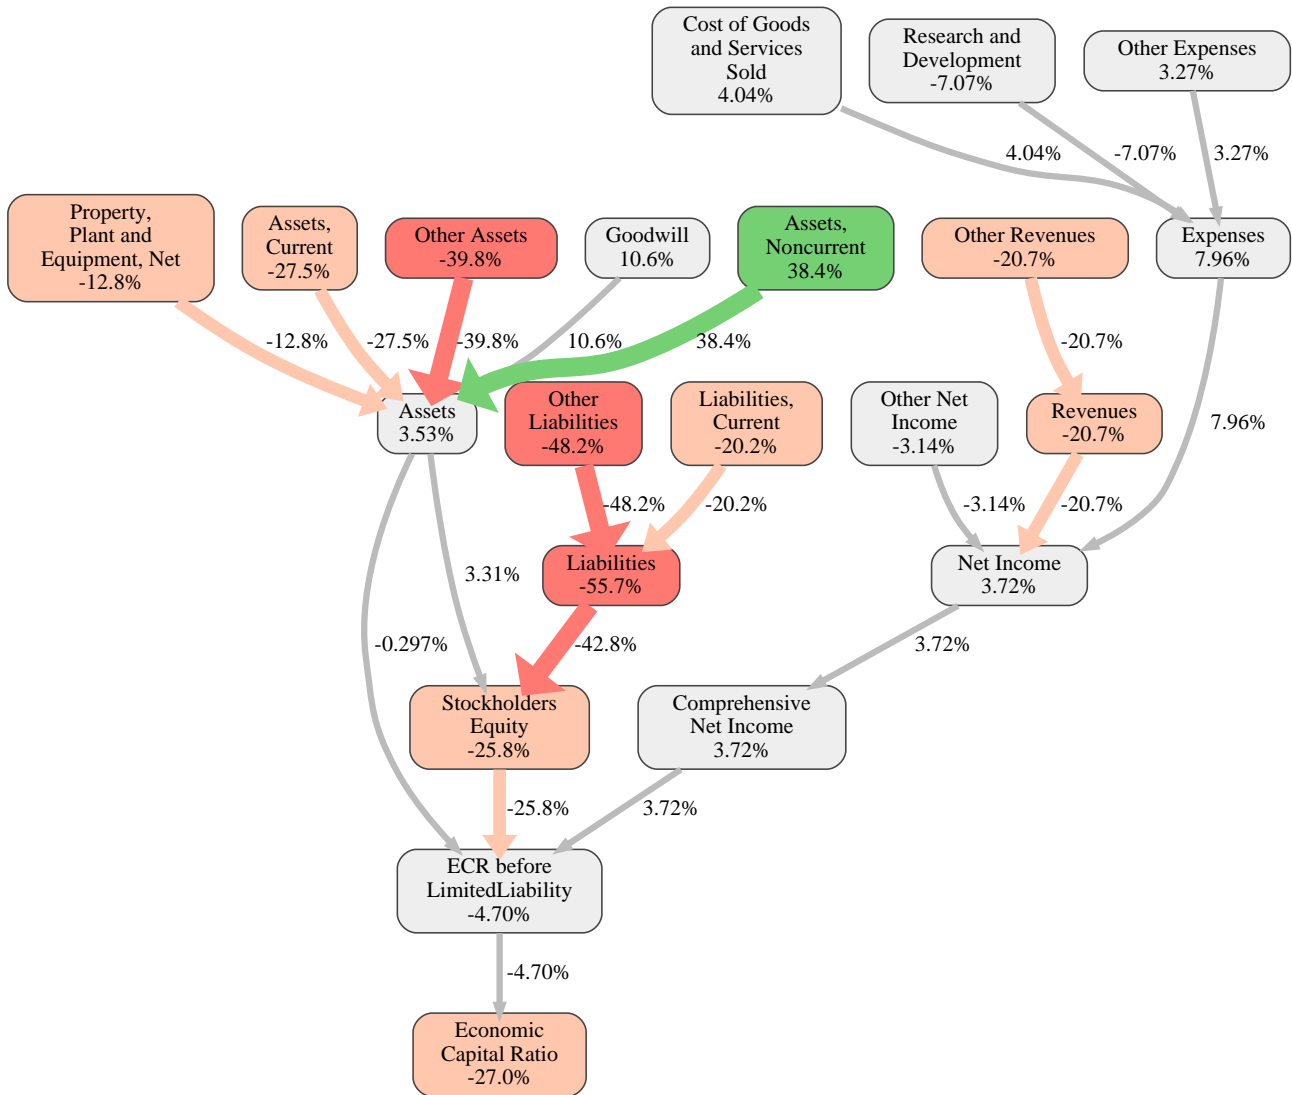 Cost of Goods
and Services
Sold
4.04%
Research and
Development
-7.07%
Other Expenses
3.27%
4.04%
-7.07%
3.27%
Property,
Plant and
Equipment, Net
-12.8%
Assets,
Current
-27.5%
Other Assets
-39.8%
Goodwill
10.6%
Assets,
Noncurrent
38.4%
Other Revenues
-20.7%
Expenses
7.96%
-12.8%
-27.5%
-39.8%
10.6%
38.4%
-20.7%
7.96%
Assets
3.53%
Other
Liabilities
-48.2%
Liabilities,
Current
-20.2%
Other Net
Income
-3.14%
Revenues
-20.7%
-48.2%
-20.2%
-3.14%
-20.7%
3.31%
Liabilities
-55.7%
Net Income
3.72%
-0.297%
-42.8%
3.72%
Stockholders
Equity
-25.8%
Comprehensive
Net Income
3.72%
-25.8%
3.72%
ECR before
LimitedLiability
-4.70%
-4.70%
Economic
Capital Ratio
-27.0%